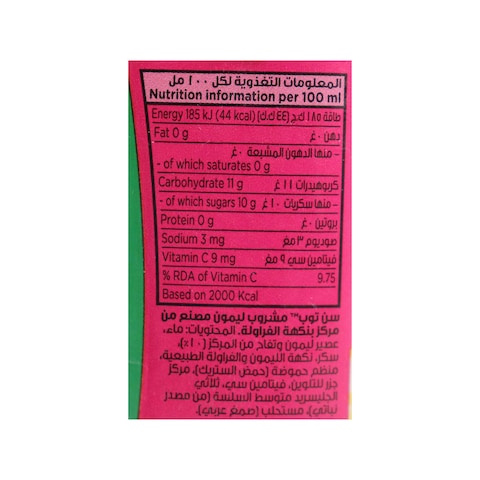 المعلومات التغذوية لكل ١٠٠ مل
Nutrition information per 100 ml
Energy 185 kJ (44 kcal) طاقة ١٨٥ ك.ج (٤٤ ك.ك)
Fat 0 g دهن ٠ غ
- منها الدهون المشبعة ٠ غ
- of which saturates 0 g
Carbohydrate 11 g كربوهيدرات ١١ غ
- of which sugars 10 g - منها سكريات ١٠ غ
Protein 0 g بروتين ٠ غ
Sodium 3 mg صوديوم ٣ مغ
Vitamin C 9 mg فيتامين سي ٩ مغ
% RDA of Vitamin C 9.75
Based on 2000 Kcal
سن توب™ مشروب ليمون مصنع من
مركز بنكهة الفراولة. المحتويات: ماء،
عصير ليمون وتفاح من المركز (١٠٪)،
سكر، نكهة الليمون والفراولة الطبيعية،
منظم حموضة (حمض الستريك)، مركز
جزر للتلوين، فيتامين سي، ثلاثي
الجليسريد متوسط السلسة (من مصدر
نباتي)، مستحلب (صمغ عربي).